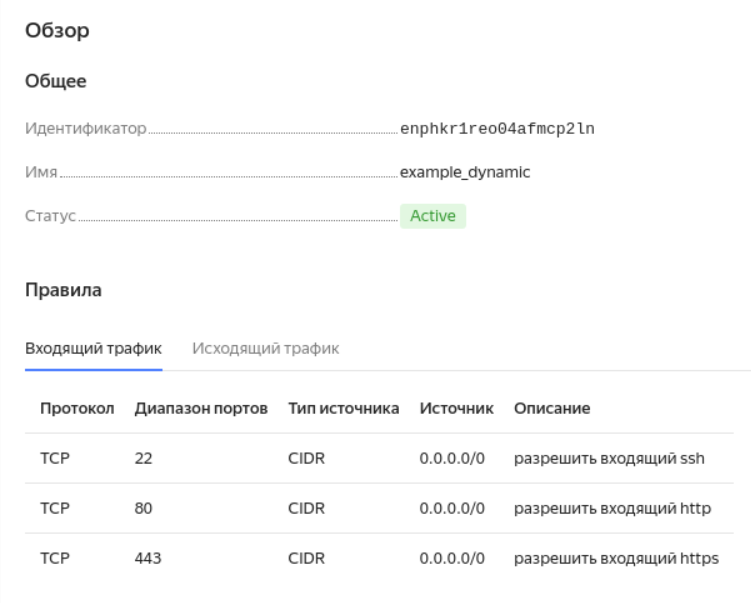 Обзор
Общее
Идентификатор enphkr1reo04afmcp2ln
Имя example_dynamic
Статус Active
Правила
Входящий трафик Исходящий трафик
Протокол Диапазон портов Тип источника Источник Описание
TCP 22 CIDR 0.0.0.0/0 разрешить входящий ssh
TCP 80 CIDR 0.0.0.0/0 разрешить входящий http
TCP 443 CIDR 0.0.0.0/0 разрешить входящий https